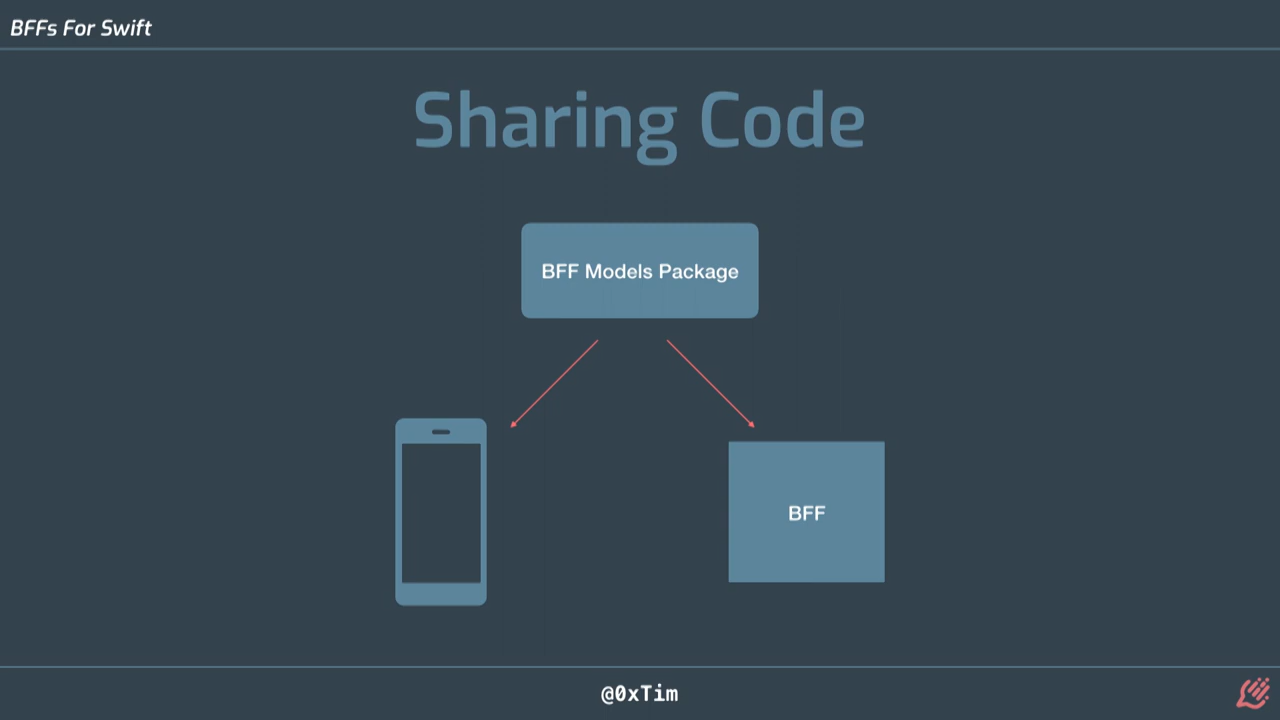 BFFs For Swift
Sharing Code
BFF Models Package
BFF
@0xTim